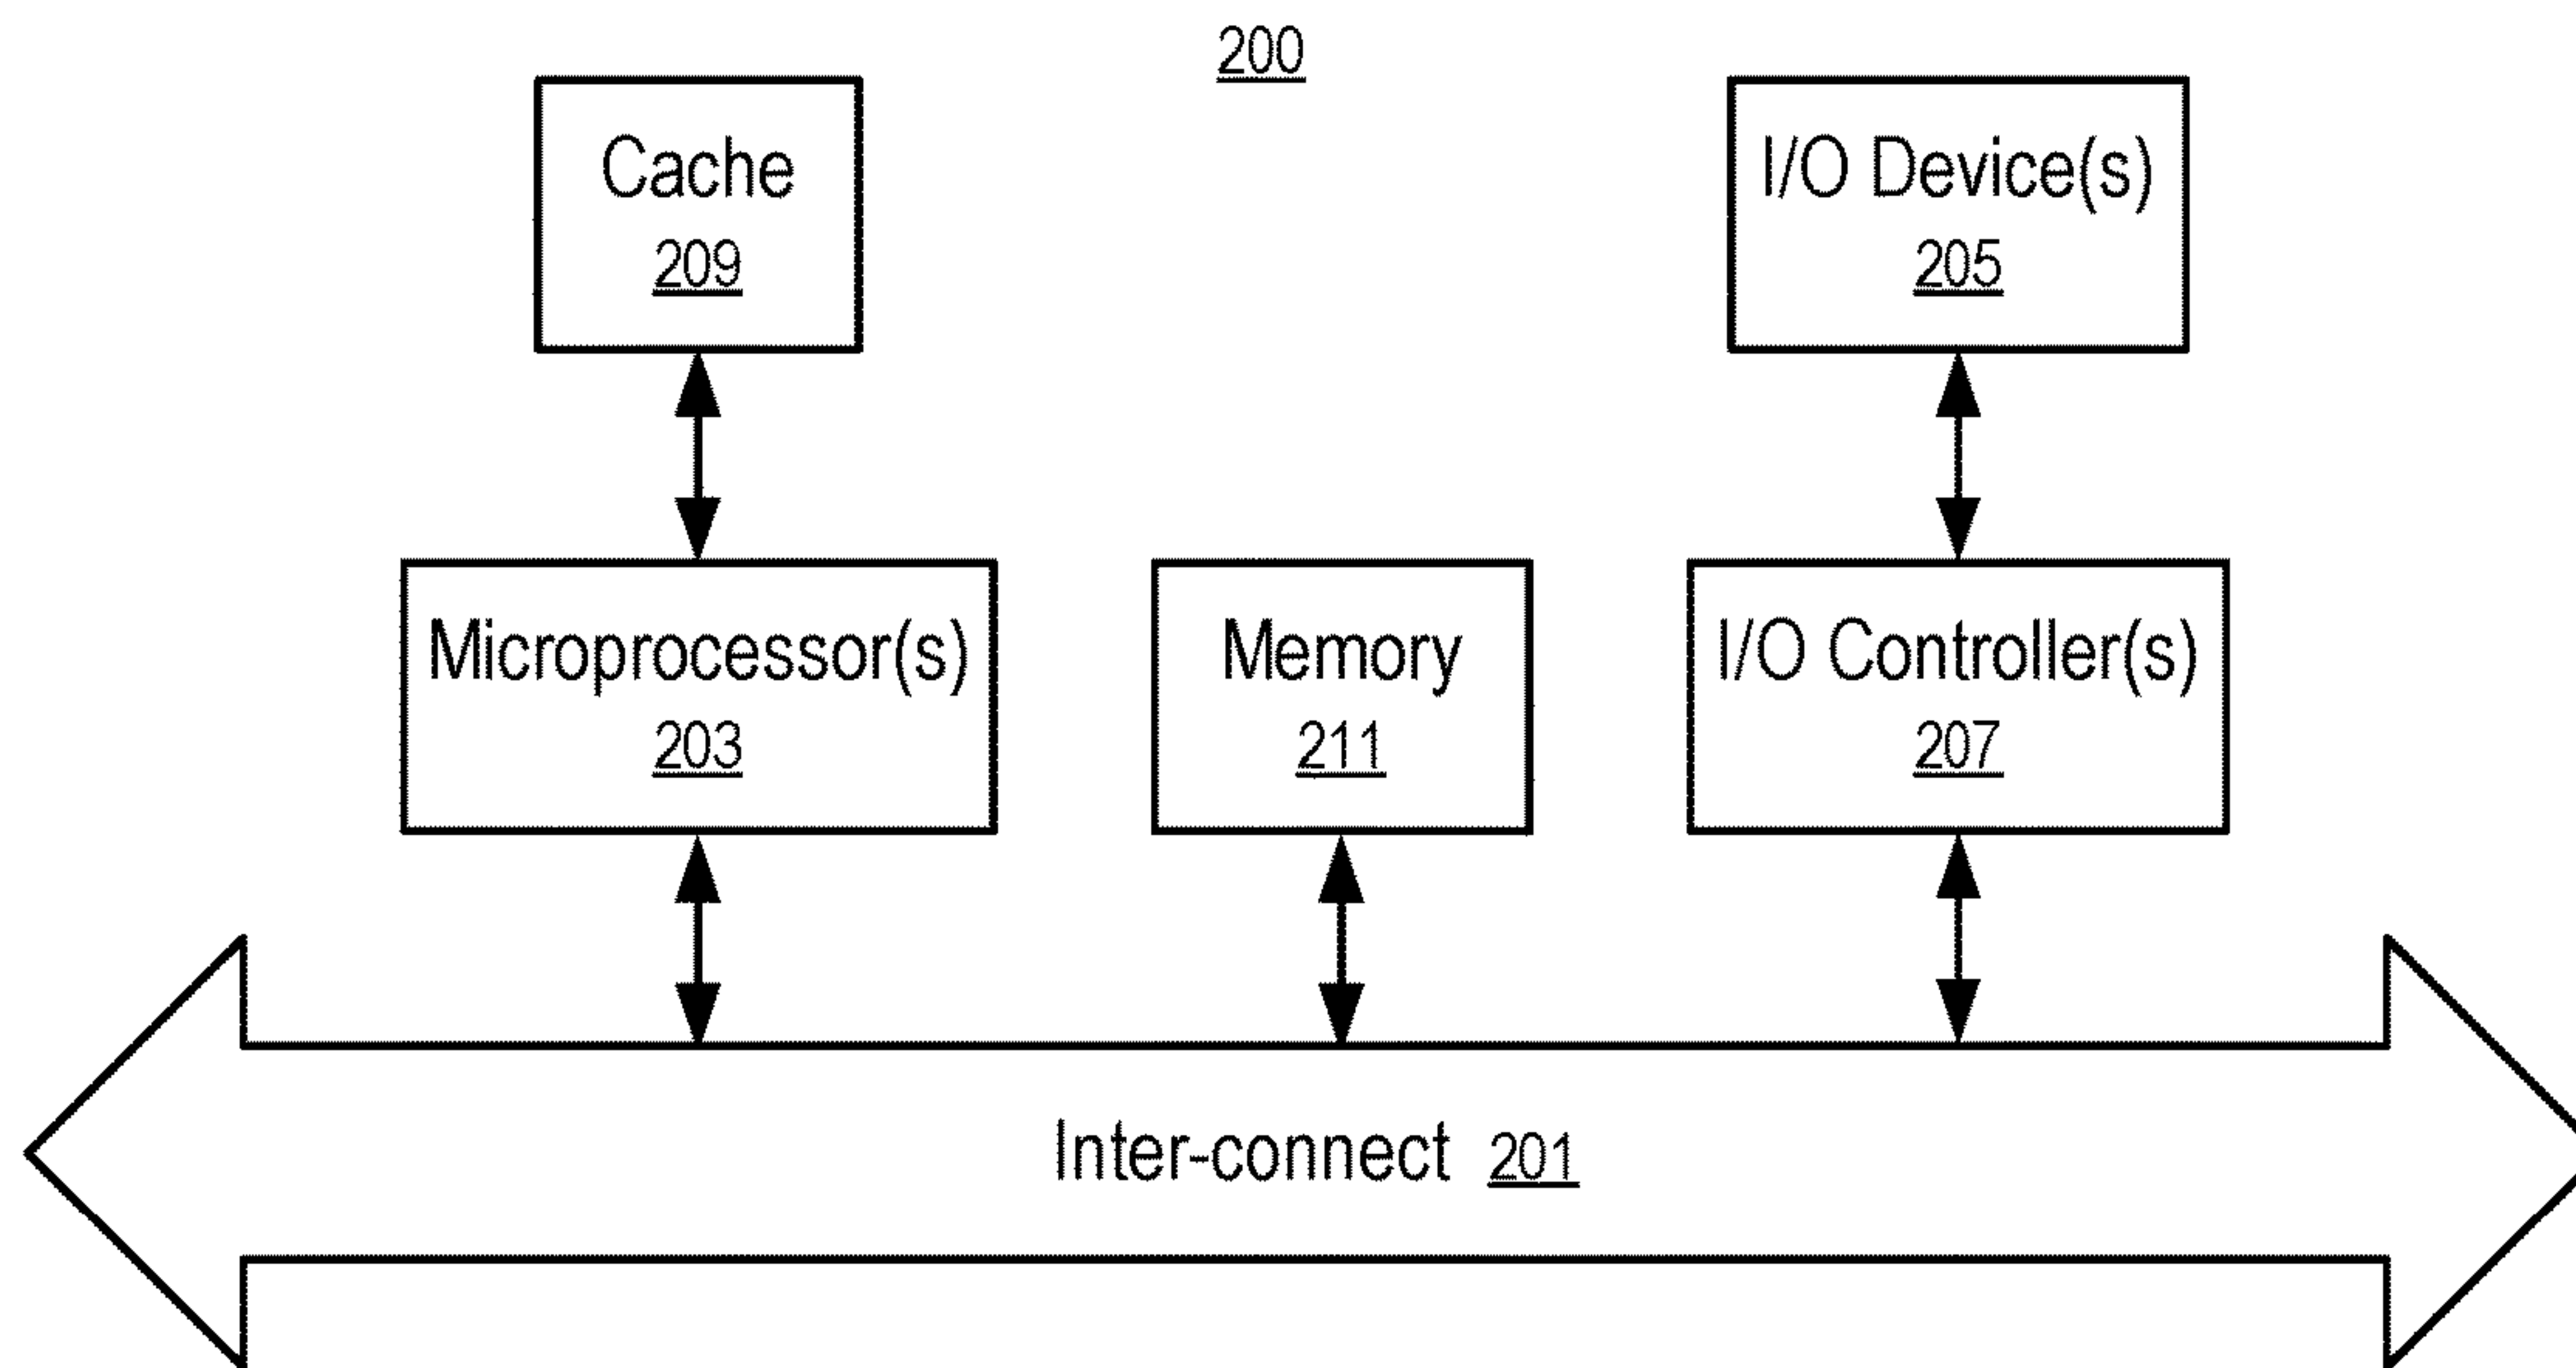 200
Cache
209
I/O Device(s)
205
Microprocessor(s)
203
Memory
211
I/O Controller(s)
207
Inter-connect 201